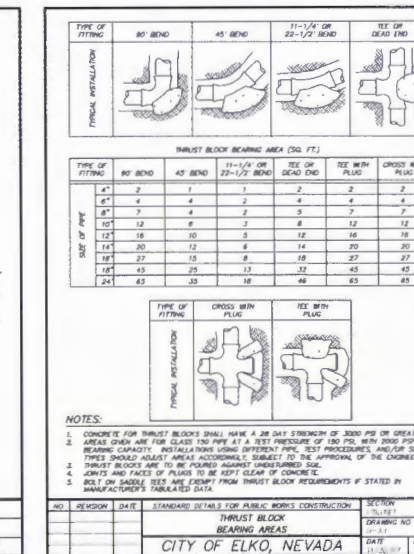 TYPE OF FITTING 90° BEND 45° BEND 11-1/4° OR 22-1/2° BEND TEE OR DEAD END
TYPICAL INSTALLATION
THRUST BLOCK BEARING AREA (SQ. FT.)
TYPE OF FITTING 90° BEND 45° BEND 11-1/4° OR 22-1/2° BEND TEE OR DEAD END TEE WITH PLUG CROSS W PLUG
SIZE OF PIPE
4" 2 1 1 2 2 2
6" 4 4 2 4 4 4
8" 7 4 2 5 7 7
10" 12 6 3 8 12 12
12" 16 10 5 12 16 16
14" 20 12 6 14 20 20
16" 27 15 8 18 27 27
18" 45 25 13 32 45 45
24" 65 35 18 46 65 65
TYPE OF FITTING CROSS WITH PLUG TEE WITH PLUG
TYPICAL INSTALLATION
NOTES:
1. CONCRETE FOR THRUST BLOCKS SHALL HAVE A 28 DAY STRENGTH OF 3000 PSI OR GREAT
2. AREAS GIVEN ARE FOR CLASS 150 PIPE AT A TEST PRESSURE OF 150 PSI, WITH 2000 PSF
BEARING CAPACITY. INSTALLATIONS USING DIFFERENT PIPE, TEST PROCEDURES, AND/OR S
TYPES SHOULD ADJUST AREAS ACCORDINGLY, SUBJECT TO THE APPROVAL OF THE ENGINEE
3. THRUST BLOCKS ARE TO BE POURED AGAINST UNDISTURBED SOIL.
4. JOINTS AND FACES OF PLUGS TO BE KEPT CLEAR OF CONCRETE.
5. BOLT ON SADDLE TEES ARE EXEMPT FROM THRUST BLOCK REQUIREMENTS IF STATED IN
MANUFACTURER'S TABULATED DATA.
NO REVISION DATE STANDARD DETAILS FOR PUBLIC WORKS CONSTRUCTION SECTION
THRUST BLOCK
BEARING AREAS
DRAWING NO
CITY OF ELKO, NEVADA
DATE